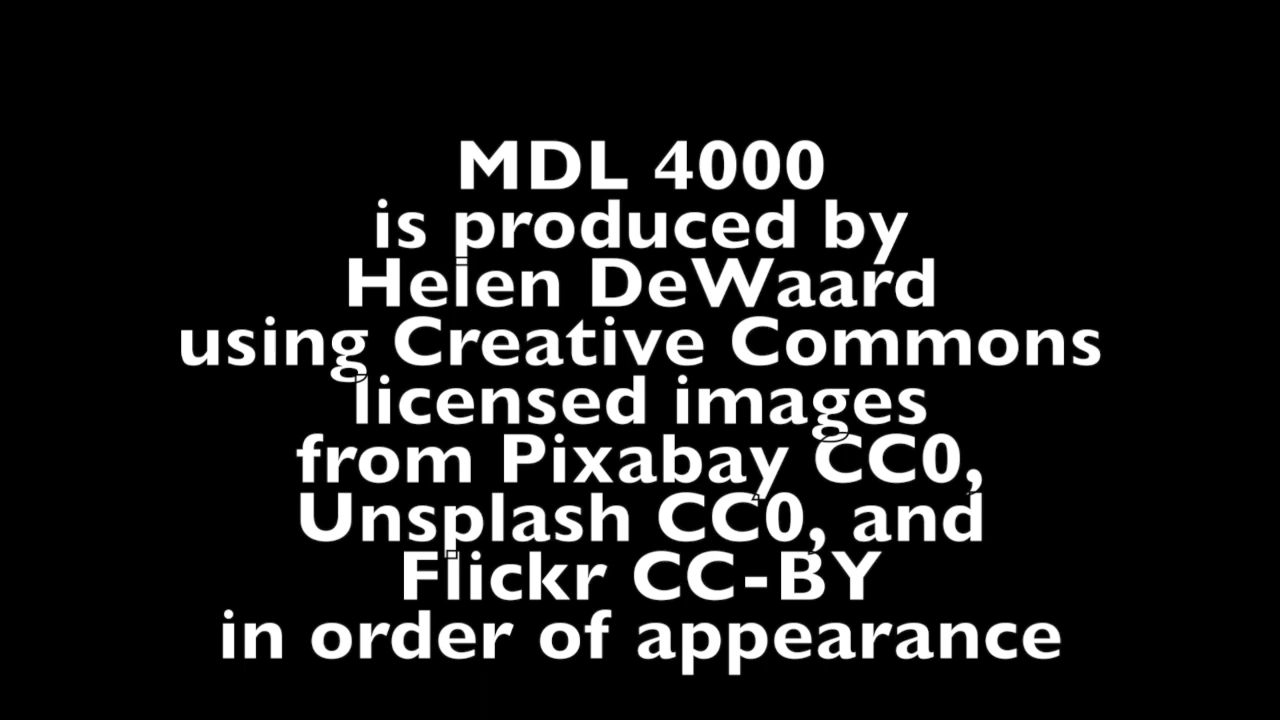 MDL 4000
is produced by
Helen DeWaard
using Creative Commons
licensed images
from Pixabay CC0,
Unsplash CC0, and
Flickr CC-BY
in order of appearance